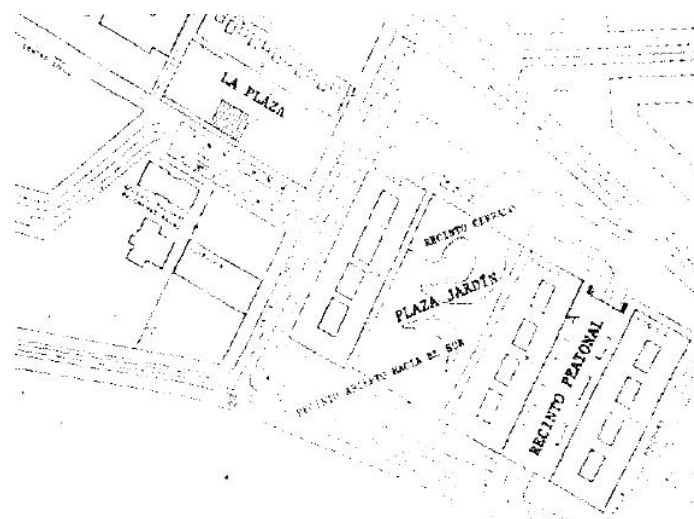 LA PLAZA
RECINTO CERRADO
PLAZA JARDÍN
RECINTO ABIERTO HACIA EL SUR
RECINTO PEATONAL